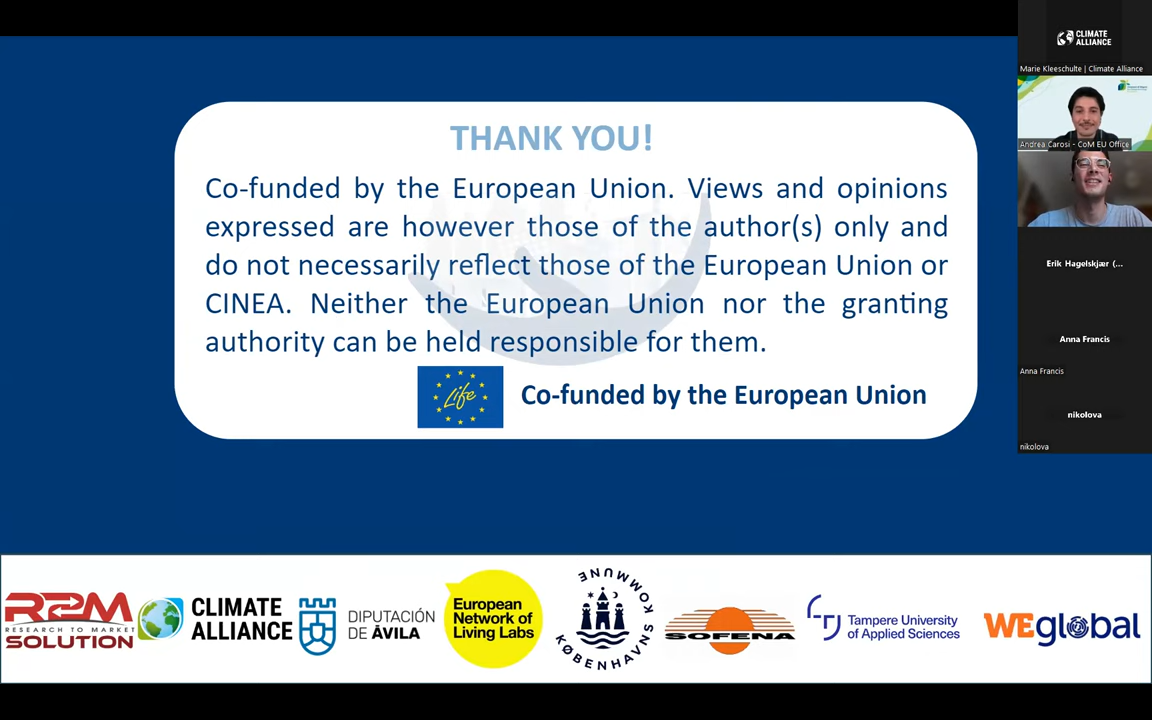 THANK YOU!
Co-funded by the European Union. Views and opinions
expressed are however those of the author(s) only and
do not necessarily reflect those of the European Union or
CINEA. Neither the European Union nor the granting
authority can be held responsible for them.
Life
Co-funded by the European Union
R2M
RESEARCH TO MARKET
SOLUTION
CLIMATE
ALLIANCE
DIPUTACIÓN
DE ÁVILA
European
Network of
Living Labs
KØBENHAVNS KOMMUNE
SOFENA
Tampere University
of Applied Sciences
WEglobal
CLIMATE
ALLIANCE
Marie Kleeschulte | Climate Alliance
Andrea Carosi - CoM EU Office
Erik Hagelskjær (...
Anna Francis
Anna Francis
nikolova
nikolova